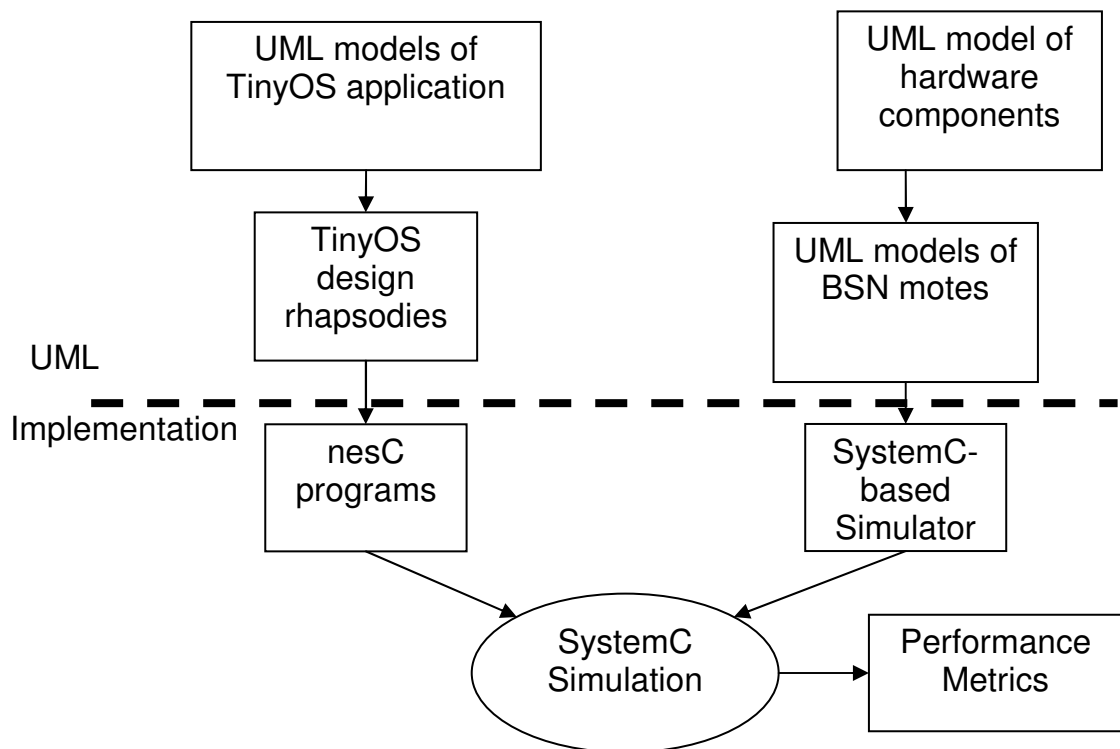 UML models of
TinyOS application
UML model of
hardware
components
TinyOS
design
rhapsodies
UML models of
BSN motes
UML
Implementation
nesC
programs
SystemC-
based
Simulator
SystemC
Simulation
Performance
Metrics